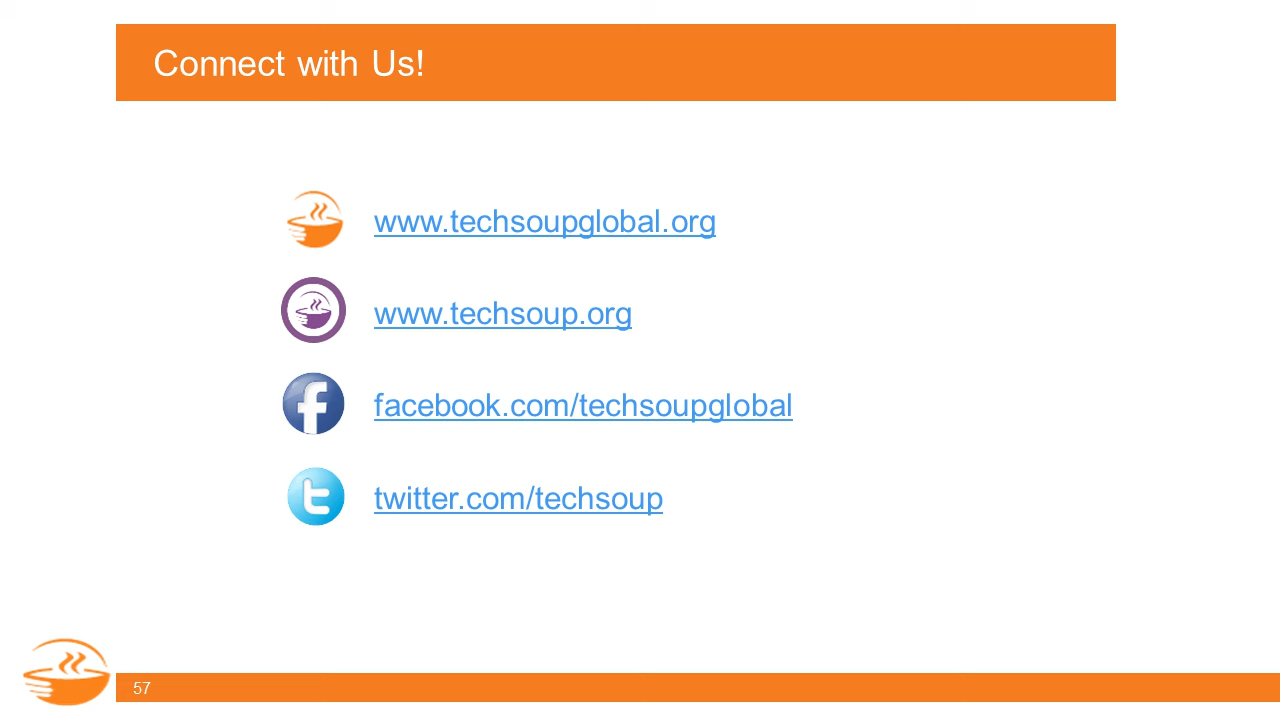 Connect with Us!
www.techsoupglobal.org
www.techsoup.org
facebook.com/techsoupglobal
twitter.com/techsoup
57